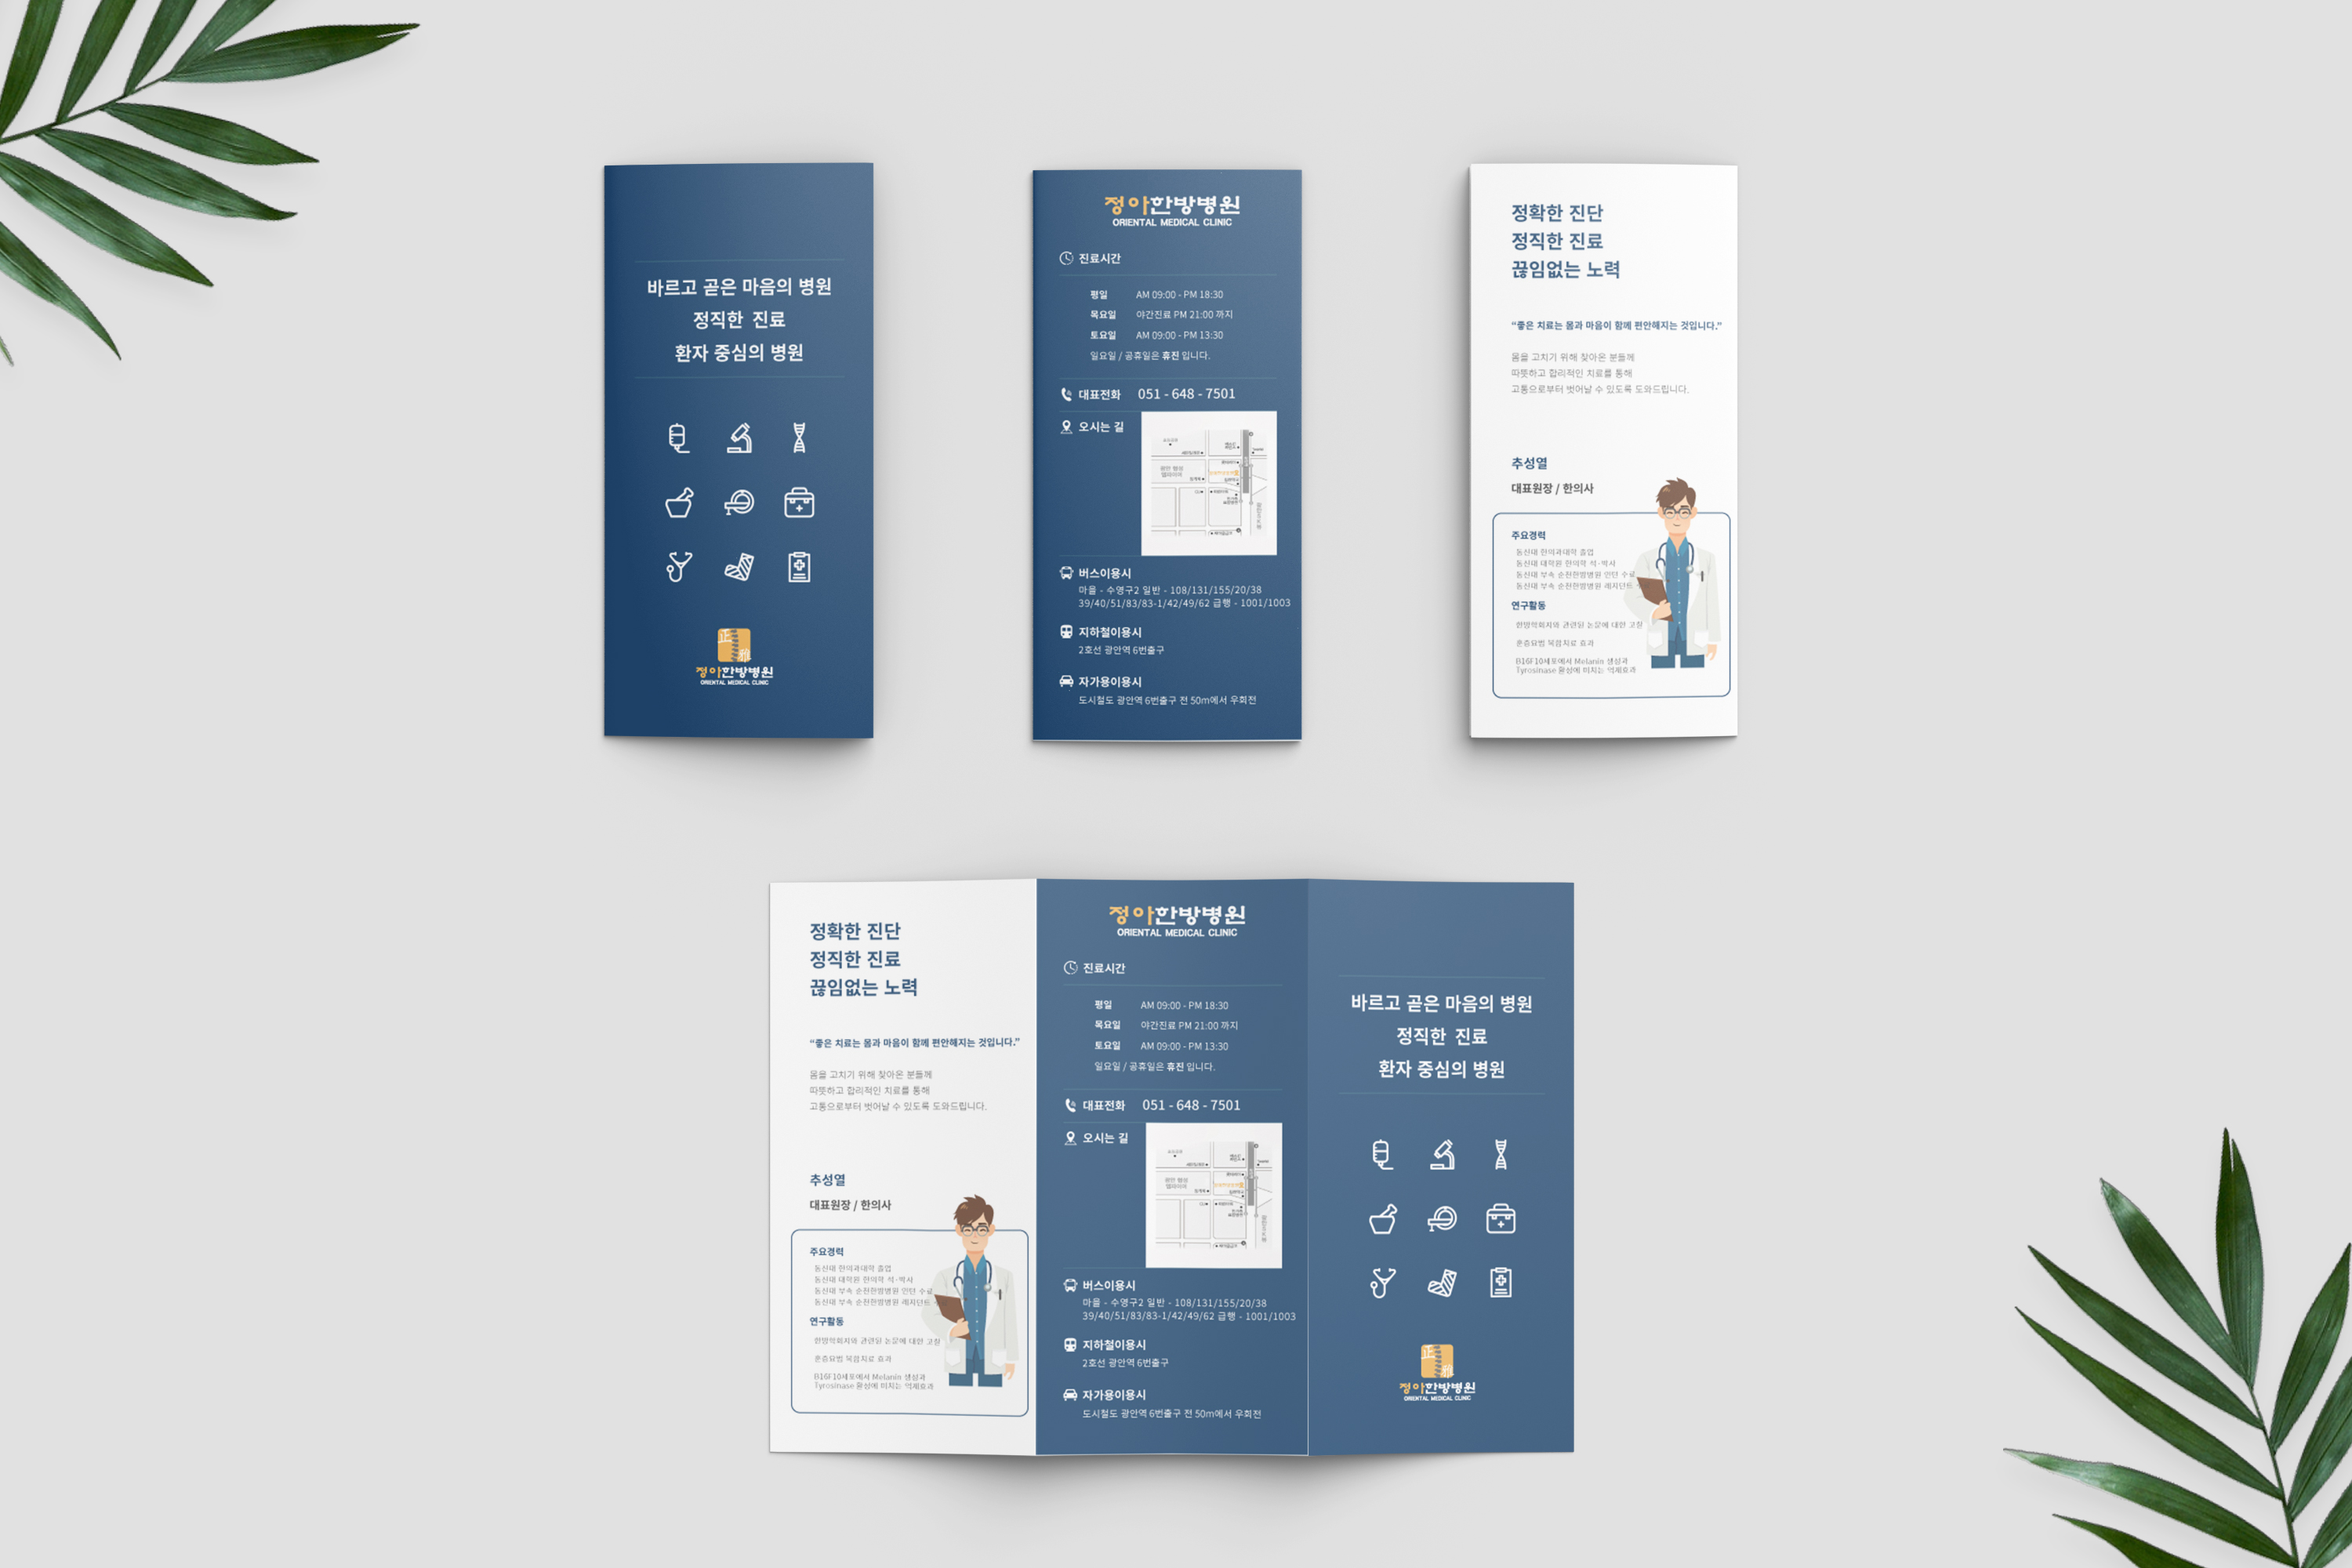 바르고 곧은 마음의 병원
정직한 진료
환자 중심의 병원
正
雅
정아한방병원
ORIENTAL MEDICAL CLINIC
정아한방병원
ORIENTAL MEDICAL CLINIC
진료시간
평일 AM 09:00 - PM 18:30
목요일 야간진료 PM 21:00 까지
토요일 AM 09:00 - PM 13:30
일요일 / 공휴일은 휴진 입니다.
대표전화 051 - 648 - 7501
오시는 길
버스이용시
마을 - 수영구2 일반 - 108/131/155/20/38
39/40/51/83/83-1/42/49/62 급행 - 1001/1003
지하철이용시
2호선 광안역 6번출구
자가용이용시
도시철도 광안역 6번출구 전 50m에서 우회전
정확한 진단
정직한 진료
끊임없는 노력
“좋은 치료는 몸과 마음이 함께 편안해지는 것입니다.”
몸을 고치기 위해 찾아온 분들께
따뜻하고 합리적인 치료를 통해
고통으로부터 벗어날 수 있도록 도와드립니다.
추성열
대표원장 / 한의사
주요경력
동신대 한의과대학 졸업
동신대 대학원 한의학 석·박사
동신대 부속 순천한방병원 인턴 수료
동신대 부속 순천한방병원 레지던트
연구활동
한방학회지와 관련된 논문에 대한 고찰
훈증요법 복합치료 효과
B16F10세포에서 Melanin 생성과
Tyrosinase 활성에 미치는 억제효과
정확한 진단
정직한 진료
끊임없는 노력
“좋은 치료는 몸과 마음이 함께 편안해지는 것입니다.”
몸을 고치기 위해 찾아온 분들께
따뜻하고 합리적인 치료를 통해
고통으로부터 벗어날 수 있도록 도와드립니다.
추성열
대표원장 / 한의사
주요경력
동신대 한의과대학 졸업
동신대 대학원 한의학 석·박사
동신대 부속 순천한방병원 인턴 수료
동신대 부속 순천한방병원 레지던트
연구활동
한방학회지와 관련된 논문에 대한 고찰
훈증요법 복합치료 효과
B16F10세포에서 Melanin 생성과
Tyrosinase 활성에 미치는 억제효과
정아한방병원
ORIENTAL MEDICAL CLINIC
진료시간
평일 AM 09:00 - PM 18:30
목요일 야간진료 PM 21:00 까지
토요일 AM 09:00 - PM 13:30
일요일 / 공휴일은 휴진 입니다.
대표전화 051 - 648 - 7501
오시는 길
버스이용시
마을 - 수영구2 일반 - 108/131/155/20/38
39/40/51/83/83-1/42/49/62 급행 - 1001/1003
지하철이용시
2호선 광안역 6번출구
자가용이용시
도시철도 광안역 6번출구 전 50m에서 우회전
바르고 곧은 마음의 병원
정직한 진료
환자 중심의 병원
正
雅
정아한방병원
ORIENTAL MEDICAL CLINIC